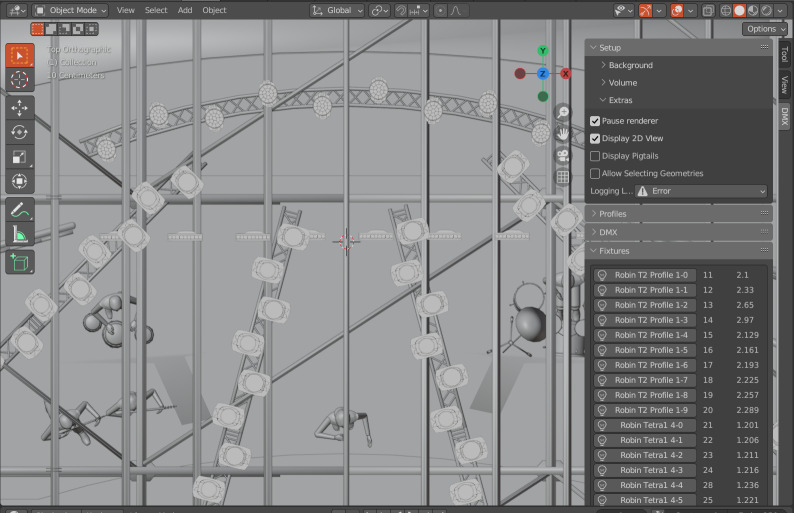 Object Mode View Select Add Object Global
Options
Top Orthographic
(1) Collection
10 Centimeters
Y
Z X
Setup
Background
Volume
Extras
Pause renderer
Display 2D View
Display Pigtails
Allow Selecting Geometries
Logging L... Error
Profiles
DMX
Fixtures
Robin T2 Profile 1-0 11 2.1
Robin T2 Profile 1-1 12 2.33
Robin T2 Profile 1-2 13 2.65
Robin T2 Profile 1-3 14 2.97
Robin T2 Profile 1-4 15 2.129
Robin T2 Profile 1-5 16 2.161
Robin T2 Profile 1-6 17 2.193
Robin T2 Profile 1-7 18 2.225
Robin T2 Profile 1-8 19 2.257
Robin T2 Profile 1-9 20 2.289
Robin Tetra1 4-0 21 1.201
Robin Tetra1 4-1 22 1.206
Robin Tetra1 4-2 23 1.211
Robin Tetra1 4-3 24 1.216
Robin Tetra1 4-4 28 1.236
Robin Tetra1 4-5 25 1.221
Tool
View
DMX